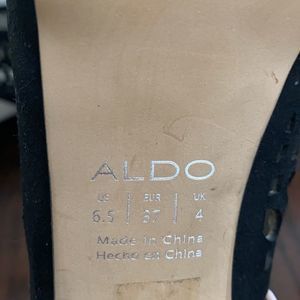 ALDO
US EUR UK
6.5 37 4
Made in China
Hecho en China